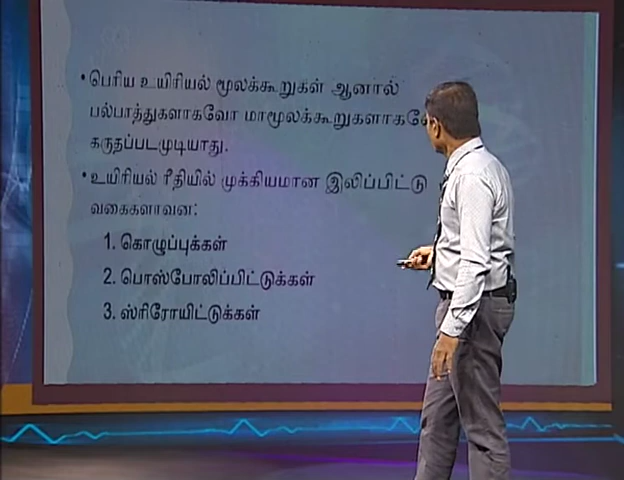 • பெரிய உயிரியல் மூலக்கூறுகள் ஆனால்
பல்பாத்துகளாகவோ மாமூலக்கூறுகளாகவோ
கருதப்படமுடியாது.
• உயிரியல் ரீதியில் முக்கியமான இலிப்பிட்டு
வகைகளாவன:
1. கொழுப்புக்கள்
2. பொஸ்போலிப்பிட்டுக்கள்
3. ஸ்ரிரோயிட்டுக்கள்